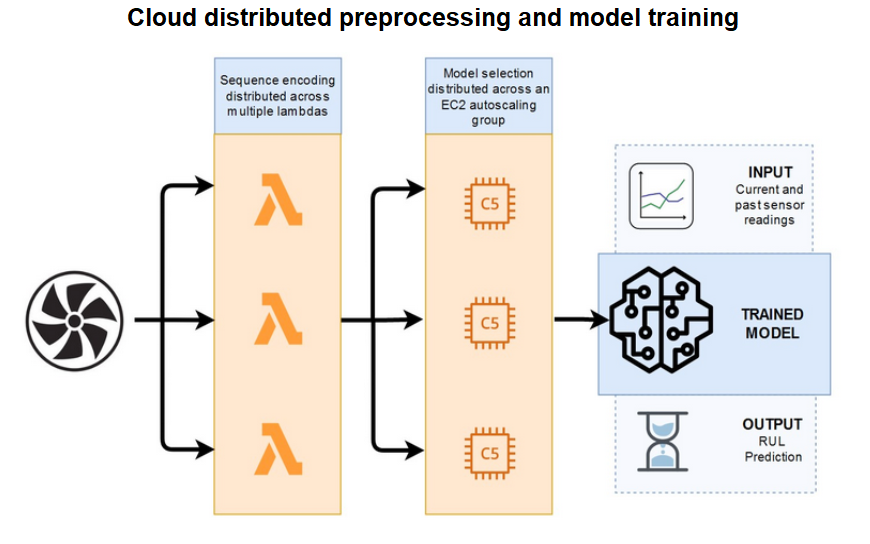 Cloud distributed preprocessing and model training
Sequence encoding
distributed across
multiple lambdas
Model selection
distributed across an
EC2 autoscaling
group
C5
C5
C5
INPUT
Current and
past sensor
readings
TRAINED
MODEL
OUTPUT
RUL
Prediction